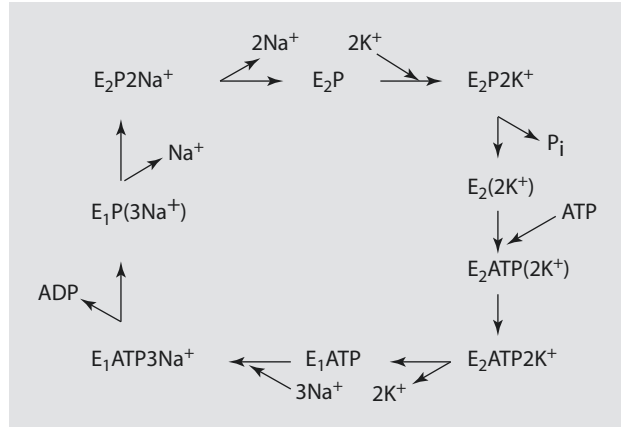 2Na⁺ 2K⁺
E₂P2Na⁺ E₂P E₂P2K⁺
Na⁺ Pᵢ
E₂(2K⁺)
E₁P(3Na⁺) ATP
E₂ATP(2K⁺)
ADP
E₁ATP3Na⁺ E₁ATP E₂ATP2K⁺
3Na⁺ 2K⁺